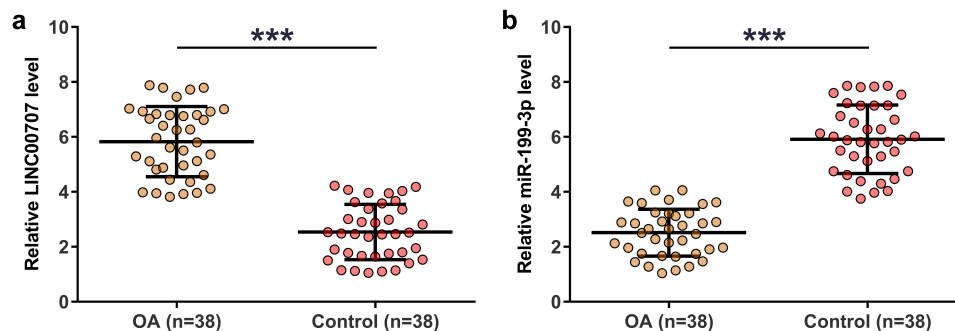 a
Relative LINC00707 level
10
8
6
4
2
0
***
OA (n=38)
Control (n=38)
b
Relative miR-199-3p level
10
8
6
4
2
0
***
OA (n=38)
Control (n=38)